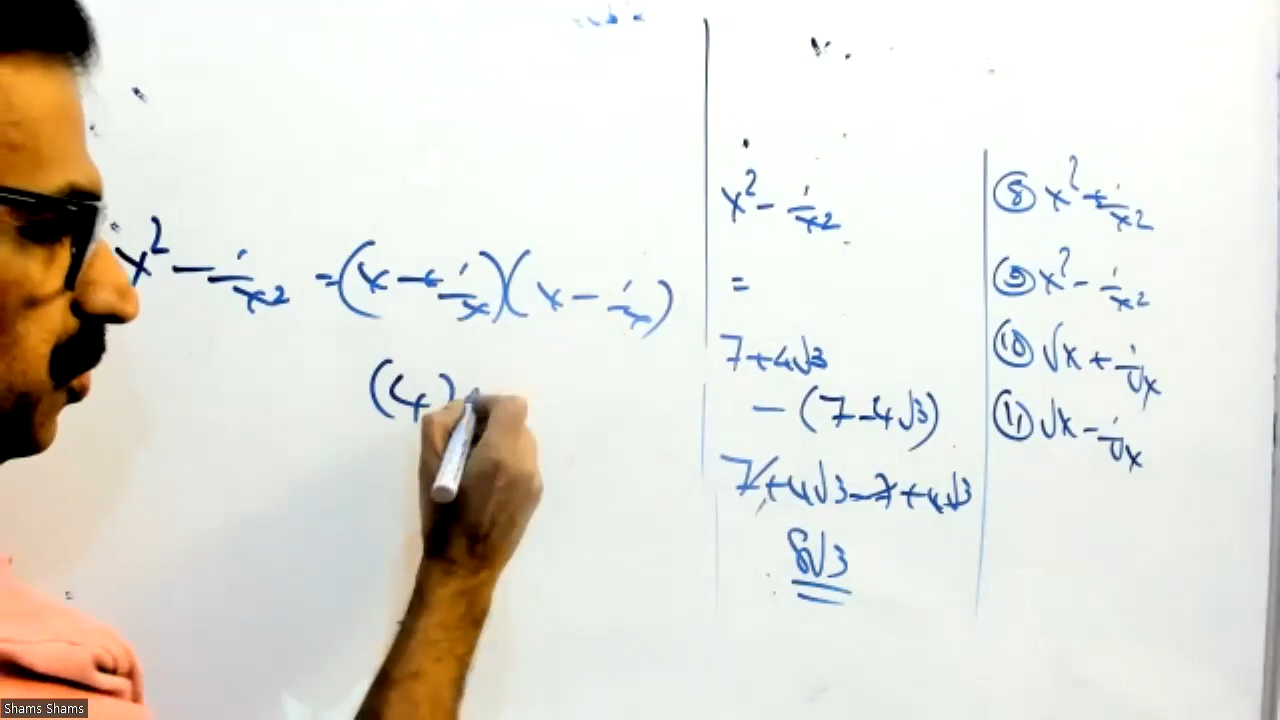 x² - 1/x² = (x + 1/x)(x - 1/x)
(4)
x² - 1/x²
=
7+4√3
- (7-4√3)
7+4√3-7+4√3
8√3
⑧ x² + 1/x²
⑨ x² - 1/x²
⑩ √x + 1/√x
⑪ √x - 1/√x
Shams Shams